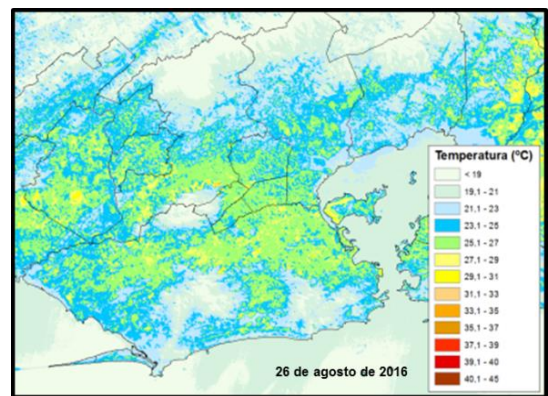 Temperatura (ºC)
< 19
19,1 - 21
21,1 - 23
23,1 - 25
25,1 - 27
27,1 - 29
29,1 - 31
31,1 - 33
33,1 - 35
35,1 - 37
37,1 - 39
39,1 - 40
40,1 - 45
26 de agosto de 2016